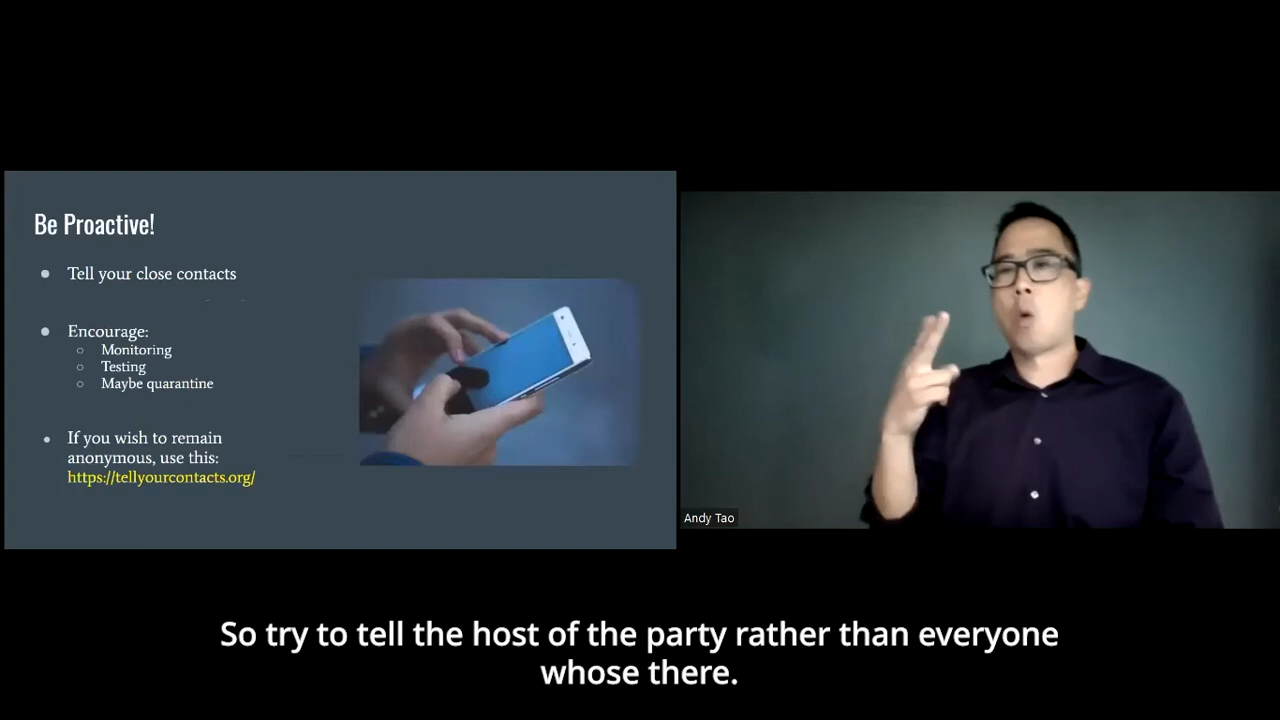 Be Proactive!
Tell your close contacts
Encourage:
Monitoring
Testing
Maybe quarantine
If you wish to remain
anonymous, use this:
https://tellyourcontacts.org/
Andy Tao
So try to tell the host of the party rather than everyone
whose there.